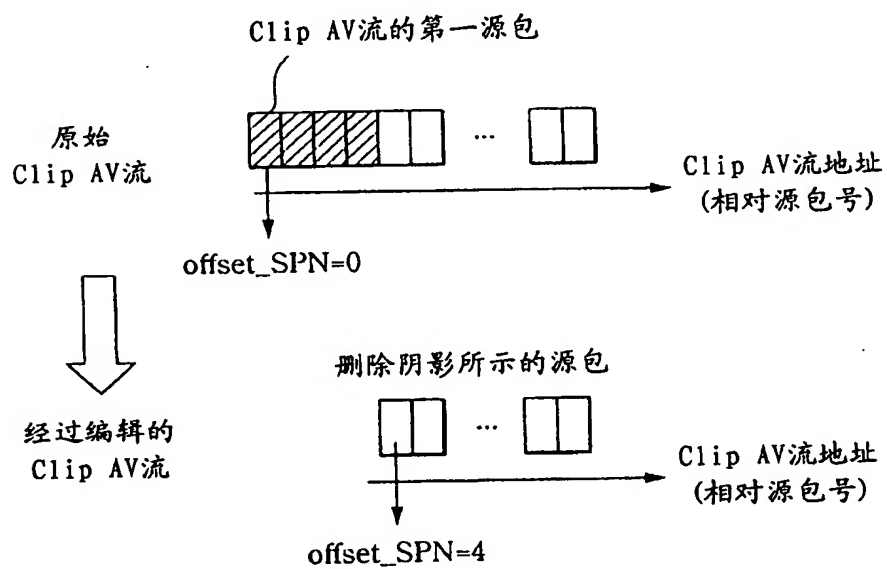 Clip AV流的第一源包
原始
Clip AV流
...
Clip AV流地址
(相对源包号)
offset_SPN=0
删除阴影所示的源包
...
经过编辑的
Clip AV流
Clip AV流地址
(相对源包号)
offset_SPN=4